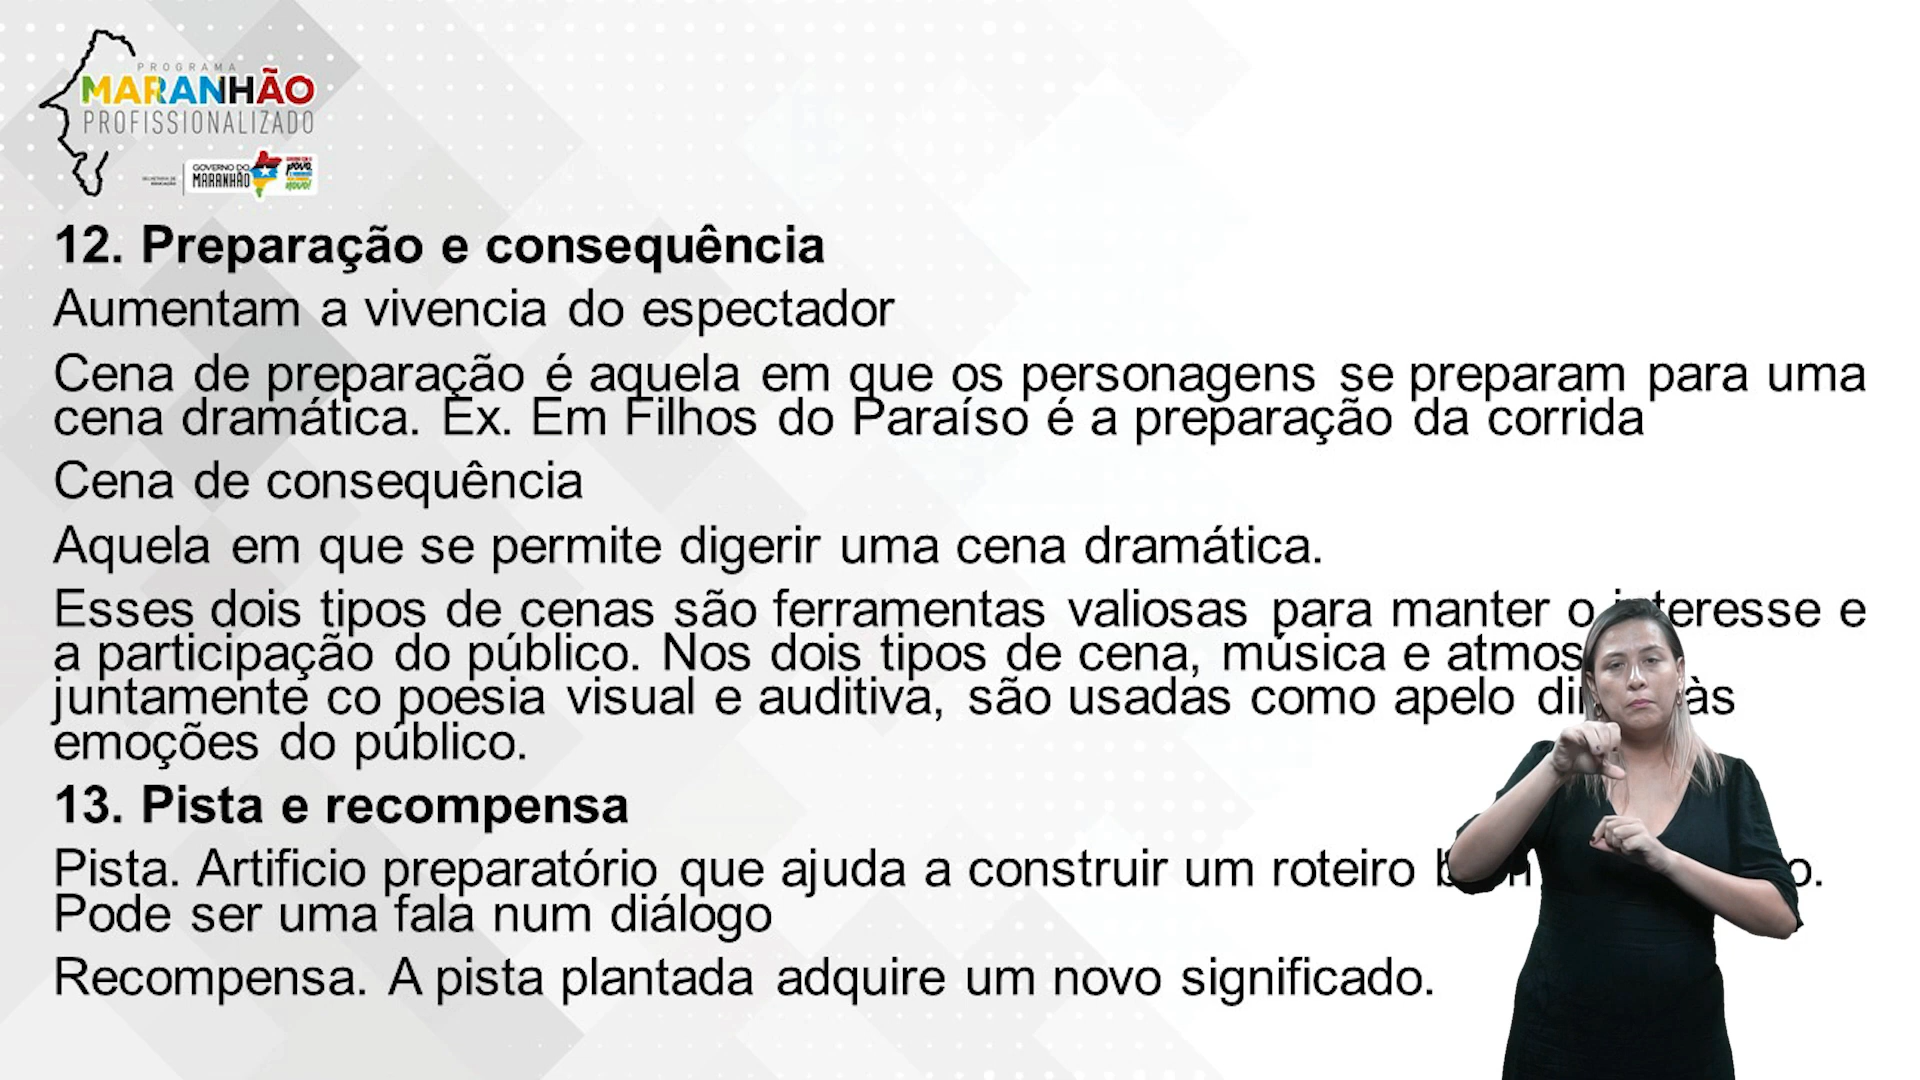 PROGRAMA
MARANHÃO
PROFISSIONALIZADO
SECRETARIA DE
EDUCAÇÃO
GOVERNO DO
MARANHÃO
12. Preparação e consequência
Aumentam a vivencia do espectador
Cena de preparação é aquela em que os personagens se preparam para uma
cena dramática. Ex. Em Filhos do Paraíso é a preparação da corrida
Cena de consequência
Aquela em que se permite digerir uma cena dramática.
Esses dois tipos de cenas são ferramentas valiosas para manter o e
a participação do público. Nos dois tipos de cena, música e
juntamente co poesia visual e auditiva, são usadas como apelo às
emoções do público.
13. Pista e recompensa
Pista. Artificio preparatório que ajuda a construir um roteiro
Pode ser uma fala num diálogo
Recompensa. A pista plantada adquire um novo significado.